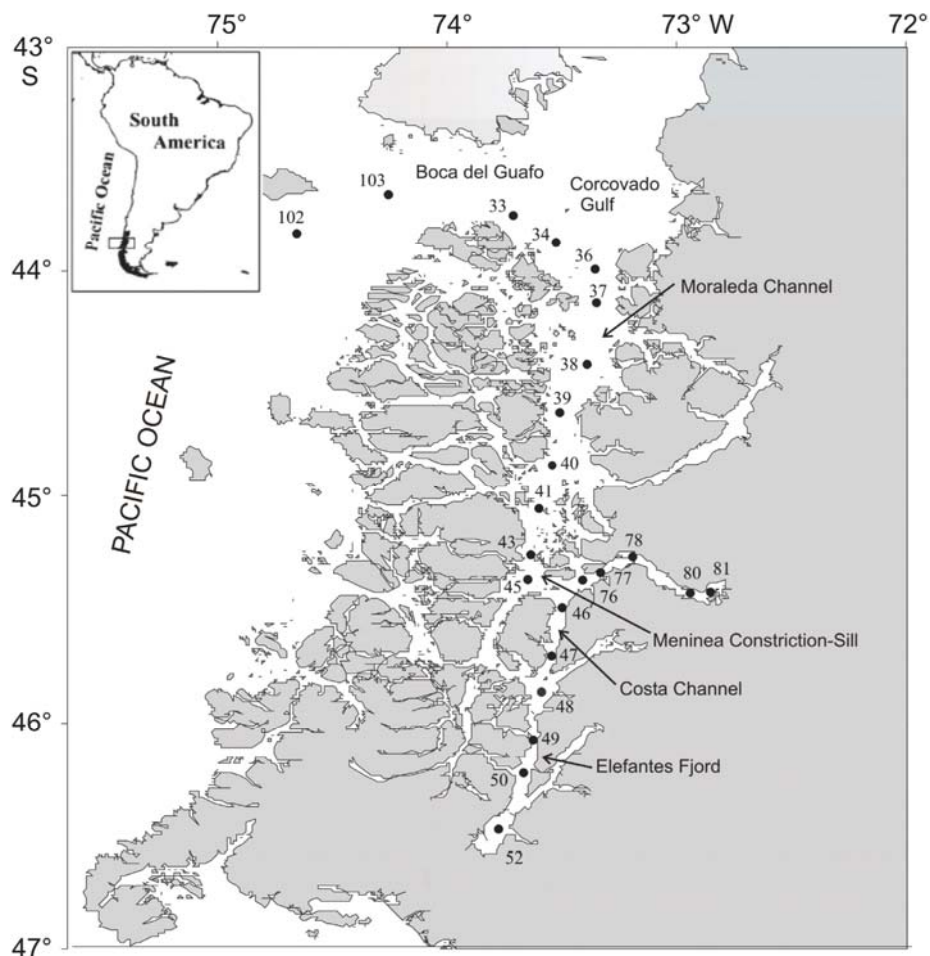 75°
74°
73° W
72°
43°
S
South
America
Pacific Ocean
103
Boca del Guafo
102
33
Corcovado
Gulf
34
36
44°
37
Moraleda Channel
38
PACIFIC OCEAN
39
40
45°
41
43
78
45
77
80
81
76
46
Meninea Constriction-Sill
47
Costa Channel
48
46°
49
Elefantes Fjord
50
52
47°